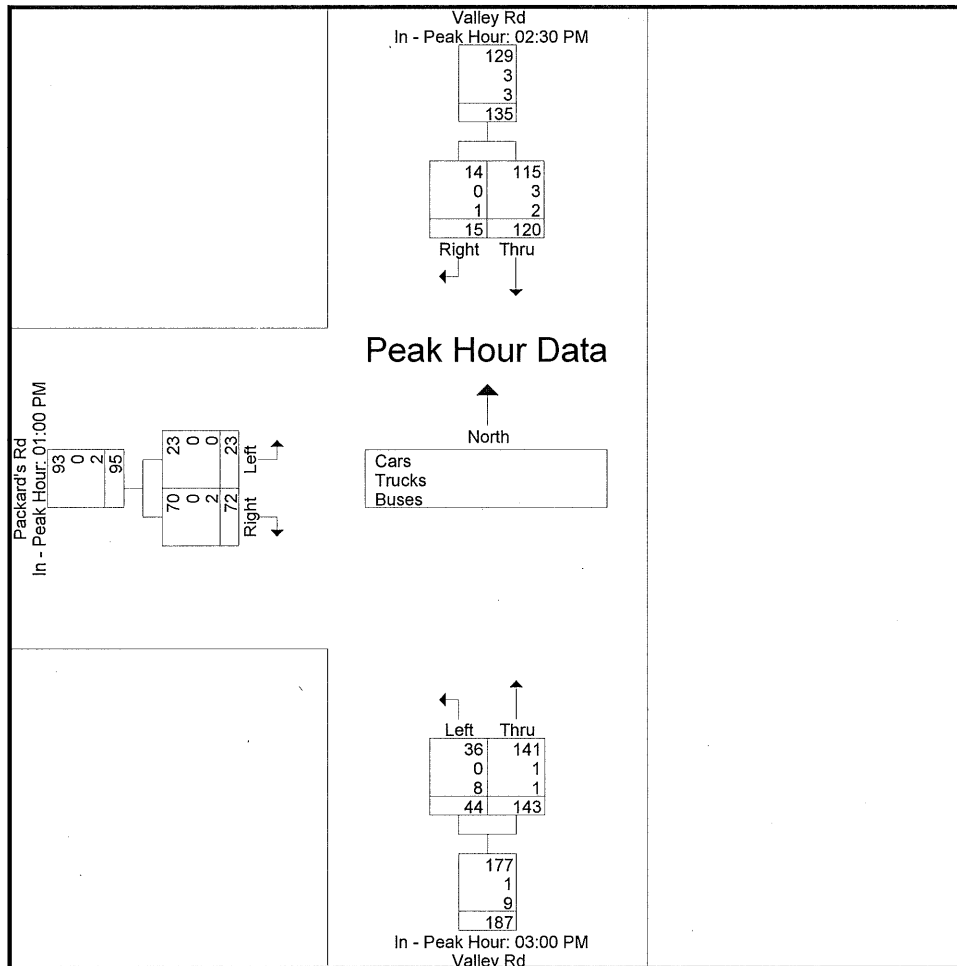 Valley Rd
In - Peak Hour: 02:30 PM
129
3
3
135
14 115
0 3
1 2
15 120
Right Thru
Peak Hour Data
North
Cars
Trucks
Buses
Packard's Rd
In - Peak Hour: 01:00 PM
93
0
2
95
23 0 0 23
Left
70 0 2 72
Right
Left Thru
36 141
0 1
8 1
44 143
177
1
9
187
In - Peak Hour: 03:00 PM
Valley Rd